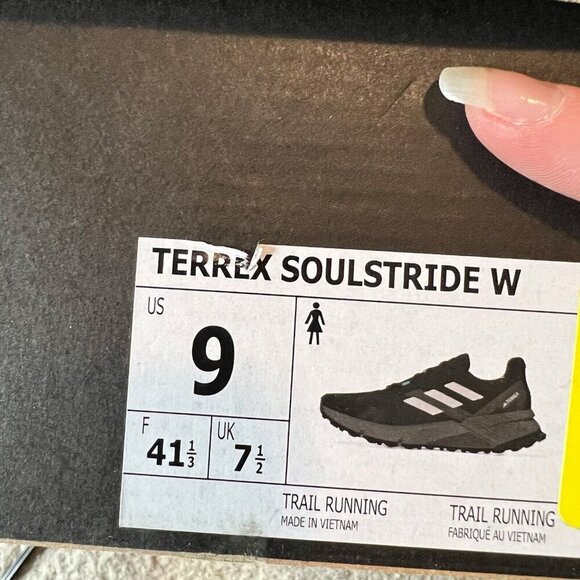 TERREX SOULSTRIDE W
US
9
F
41 1/3
UK
7 1/2
TRAIL RUNNING
MADE IN VIETNAM
TRAIL RUNNING
FABRIQUÉ AU VIETNAM